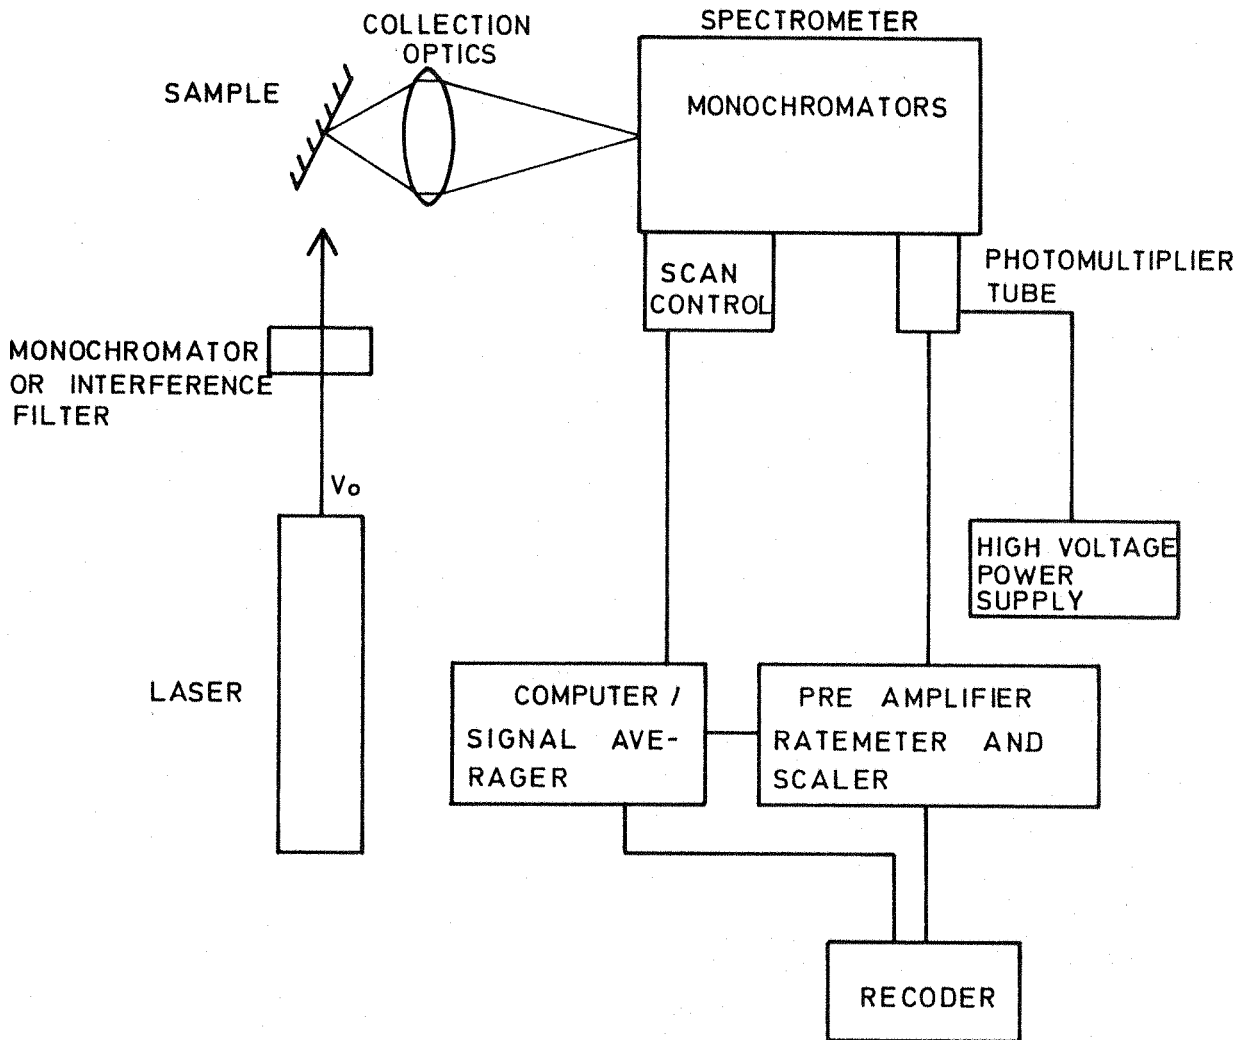 COLLECTION
OPTICS
SPECTROMETER
SAMPLE
MONOCHROMATORS
SCAN
CONTROL
PHOTOMULTIPLIER
TUBE
MONOCHROMATOR
OR INTERFERENCE
FILTER
Vo
HIGH VOLTAGE
POWER
SUPPLY
LASER
COMPUTER /
SIGNAL AVE-
RAGER
PRE AMPLIFIER
RATEMETER AND
SCALER
RECODER